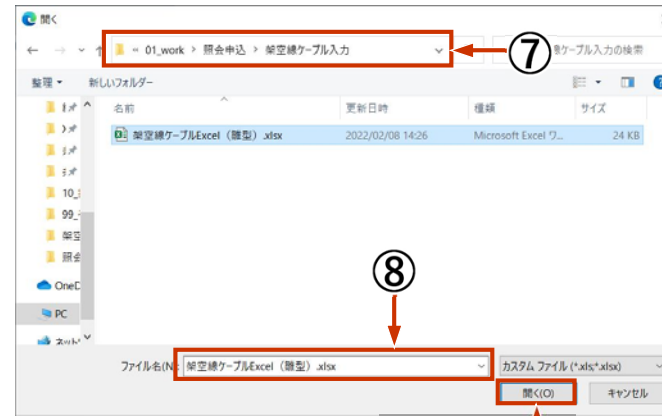 開く
« 01_work > 照会申込 > 架空線ケーブル入力
⑦
ケーブル入力の検索
整理
新しいフォルダー
名前
更新日時
種類
サイズ
架空線ケーブルExcel（雛型）.xlsx
2022/02/08 14:26
Microsoft Excel ワ...
24 KB
10_
99_
架空
照会
OneD
PC
ネットワ
⑧
ファイル名(N):
架空線ケーブルExcel（雛型）.xlsx
カスタム ファイル (*.xls;*.xlsx)
開く(O)
キャンセル